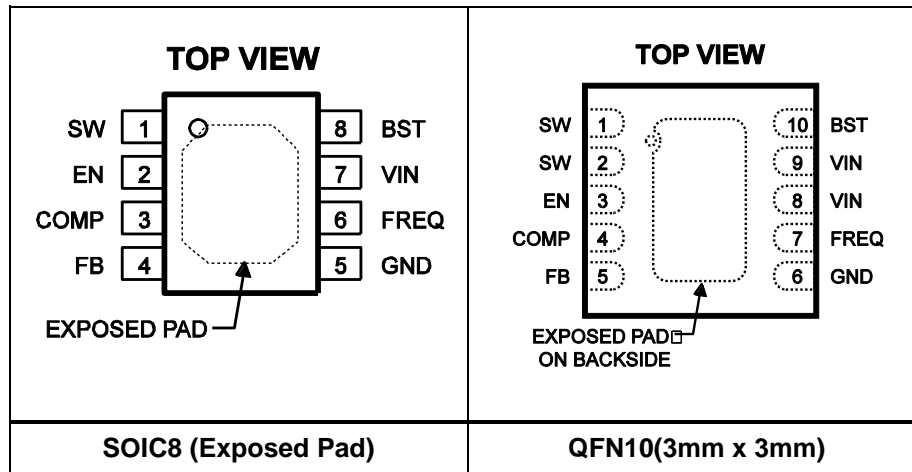 TOP VIEW
SW 1 8 BST
EN 2 7 VIN
COMP 3 6 FREQ
FB 4 5 GND
EXPOSED PAD
SOIC8 (Exposed Pad)
TOP VIEW
SW 1 10 BST
SW 2 9 VIN
EN 3 8 VIN
COMP 4 7 FREQ
FB 5 6 GND
EXPOSED PAD□
ON BACKSIDE
QFN10(3mm x 3mm)